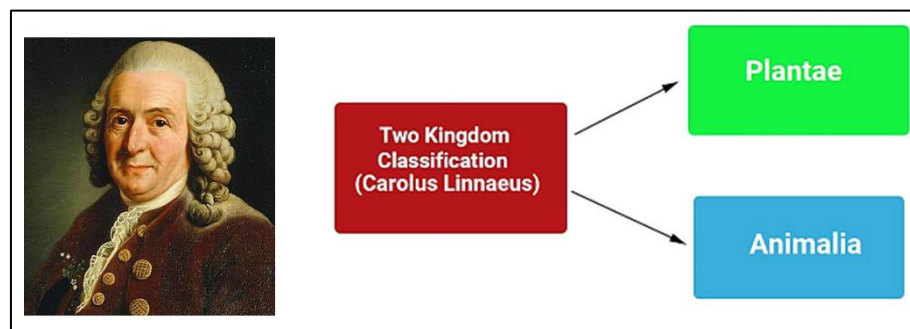 Two Kingdom
Classification
(Carolus Linnaeus)
Plantae
Animalia